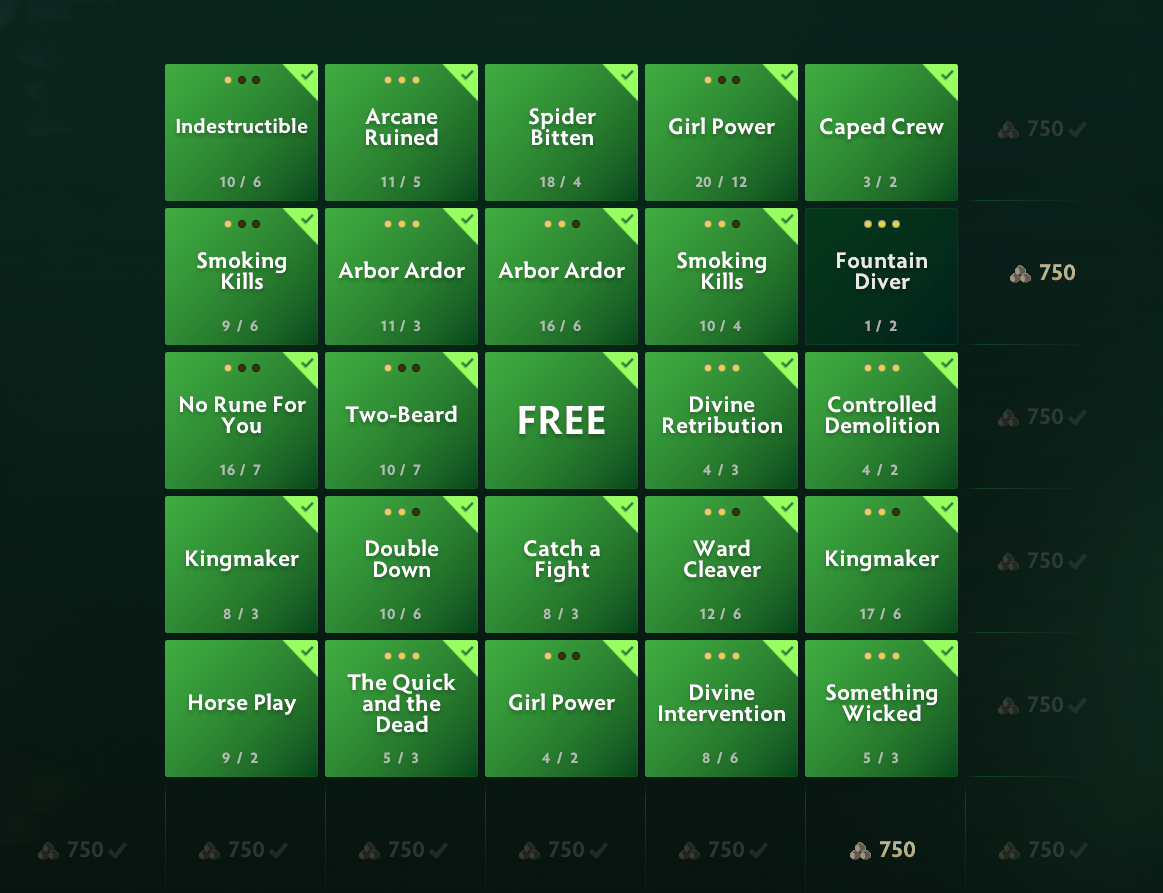 Indestructible
10 / 6
Arcane
Ruined
11 / 5
Spider
Bitten
18 / 4
Girl Power
20 / 12
Caped Crew
3 / 2
750
Smoking
Kills
9 / 6
Arbor Ardor
11 / 3
Arbor Ardor
16 / 6
Smoking
Kills
10 / 4
Fountain
Diver
1 / 2
750
No Rune For
You
16 / 7
Two-Beard
10 / 7
FREE
Divine
Retribution
4 / 3
Controlled
Demolition
4 / 2
750
Kingmaker
8 / 3
Double
Down
10 / 6
Catch a
Fight
8 / 3
Ward
Cleaver
12 / 6
Kingmaker
17 / 6
750
Horse Play
9 / 2
The Quick
and the
Dead
5 / 3
Girl Power
4 / 2
Divine
Intervention
8 / 6
Something
Wicked
5 / 3
750
750
750
750
750
750
750
750